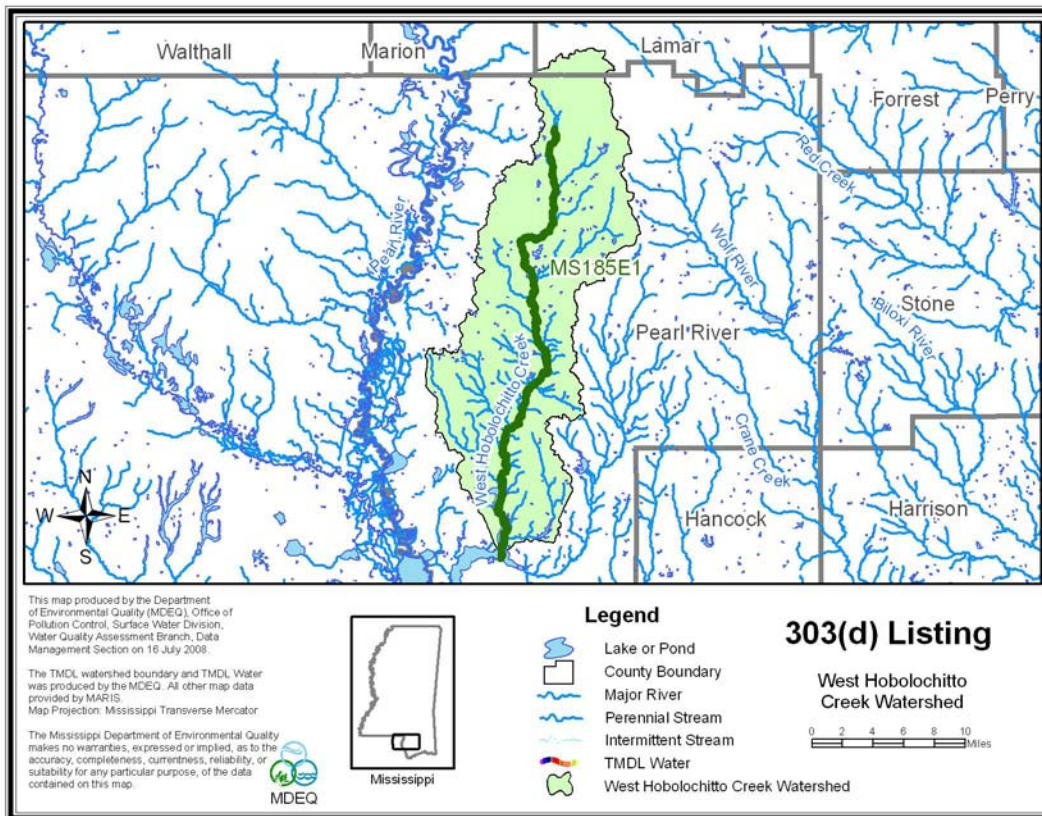 Walthall
Marion
Lamar
Forrest
Perry
Red Creek
Pearl River
Wolf River
MS185E1
Stone
Biloxi River
Pearl River
West Hobolochitto Creek
Crane Creek
N
W E
S
Hancock
Harrison
This map produced by the Department
of Environmental Quality (MDEQ), Office of
Pollution Control, Surface Water Division,
Water Quality Assessment Branch, Data
Management Section on 16 July 2008.
The TMDL watershed boundary and TMDL Water
was produced by the MDEQ. All other map data
provided by MARIS.
Map Projection: Mississippi Transverse Mercator
The Mississippi Department of Environmental Quality
makes no warranties, expressed or implied, as to the
accuracy, completeness, currentness, reliability, or
suitability for any particular purpose, of the data
contained on this map.
MDEQ
Mississippi
Legend
Lake or Pond
County Boundary
Major River
Perennial Stream
Intermittent Stream
TMDL Water
West Hobolochitto Creek Watershed
303(d) Listing
West Hobolochitto
Creek Watershed
0 2 4 6 8 10
Miles